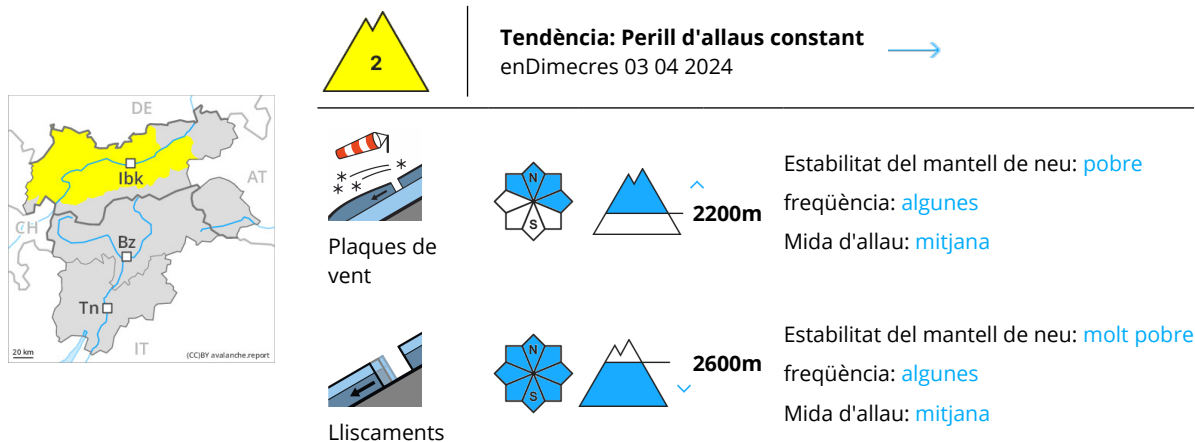 2
Tendència: Perill d'allaus constant
enDimecres 03 04 2024
DE
Ibk
AT
CH
Bz
Tn
IT
20 km
(CC)BY avalanche.report
Plaques de
vent
N
S
2200m
Estabilitat del mantell de neu: pobre
freqüència: algunes
Mida d'allau: mitjana
Lliscaments
N
S
2600m
Estabilitat del mantell de neu: molt pobre
freqüència: algunes
Mida d'allau: mitjana